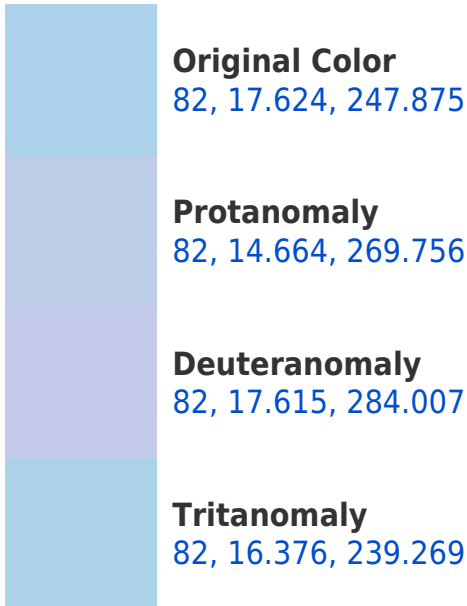 Original Color
82, 17.624, 247.875
Protanomaly
82, 14.664, 269.756
Deuteranomaly
82, 17.615, 284.007
Tritanomaly
82, 16.376, 239.269